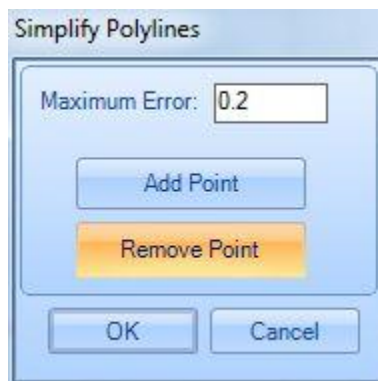 Simplify Polylines
Maximum Error: 0.2
Add Point
Remove Point
OK Cancel